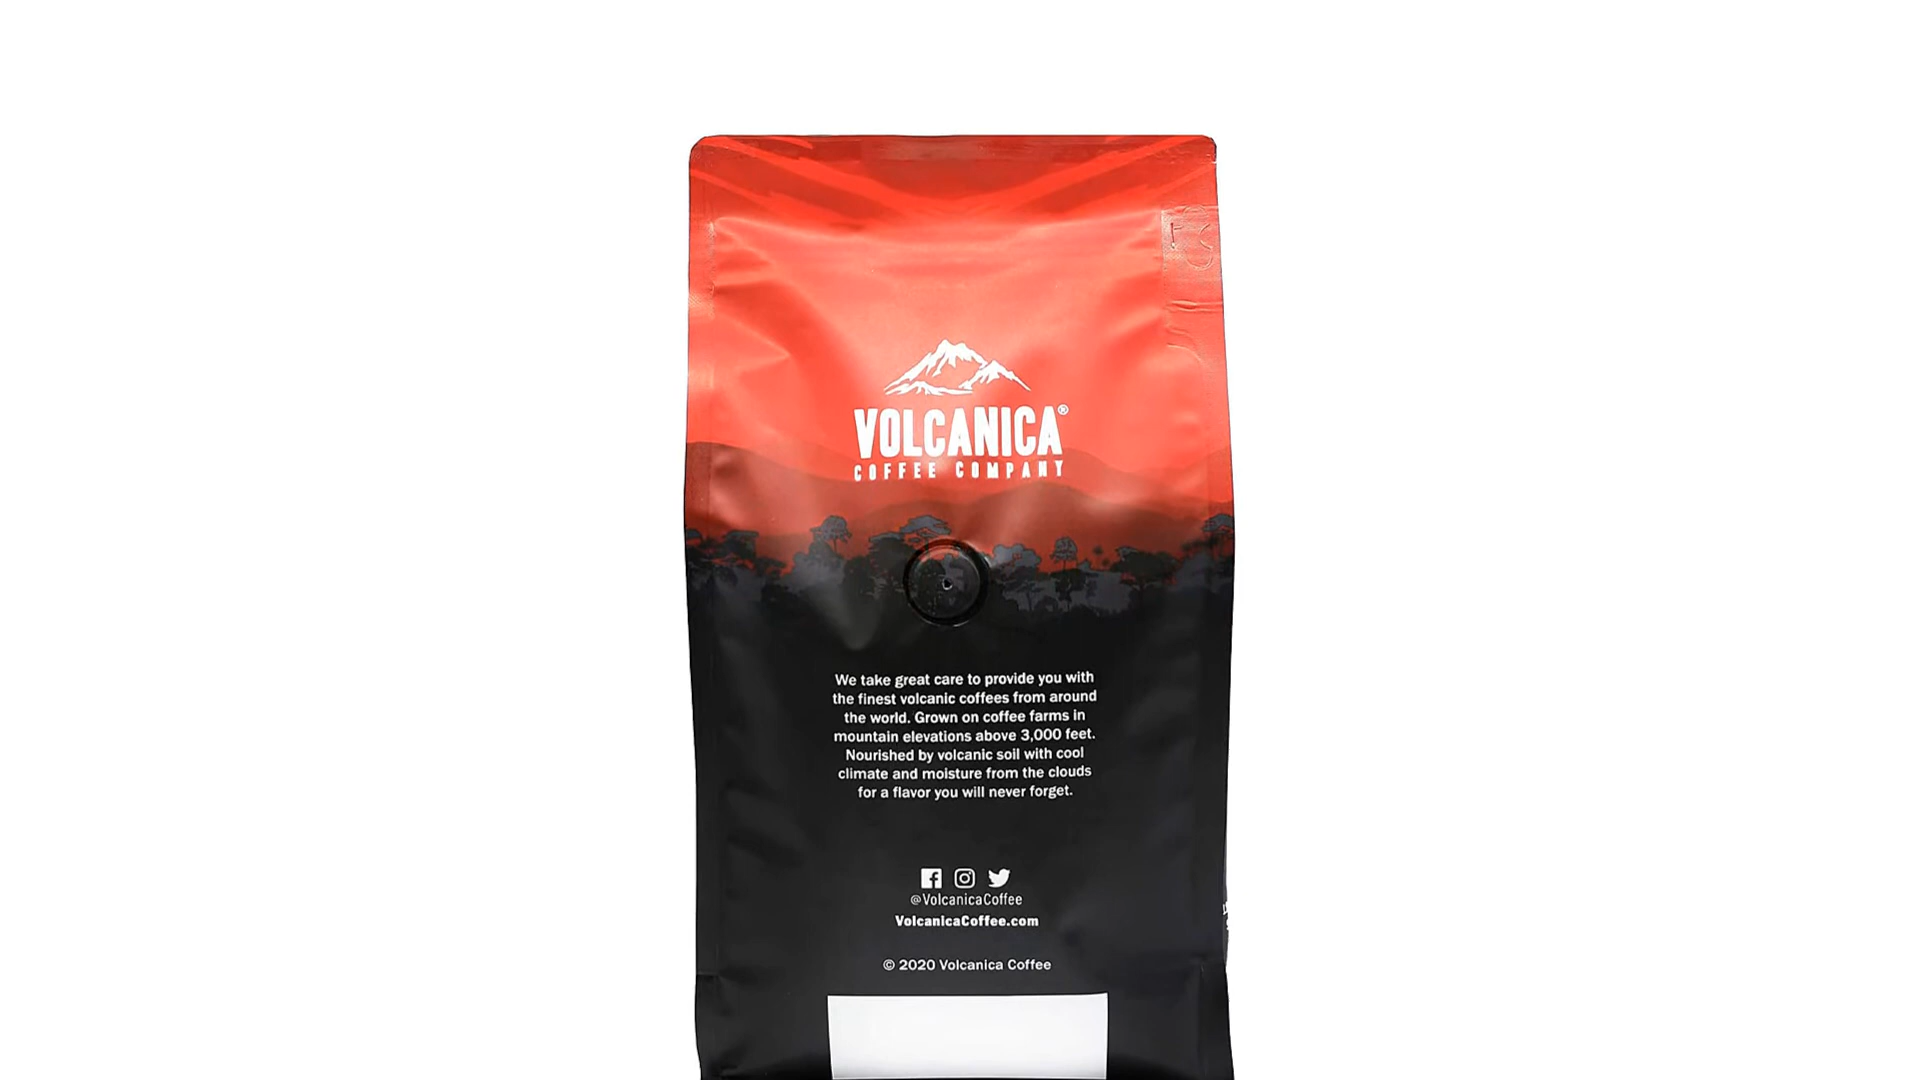 VOLCANICA®
COFFEE COMPANY
We take great care to provide you with
the finest volcanic coffees from around
the world. Grown on coffee farms in
mountain elevations above 3,000 feet.
Nourished by volcanic soil with cool
climate and moisture from the clouds
for a flavor you will never forget.
@VolcanicaCoffee
VolcanicaCoffee.com
© 2020 Volcanica Coffee